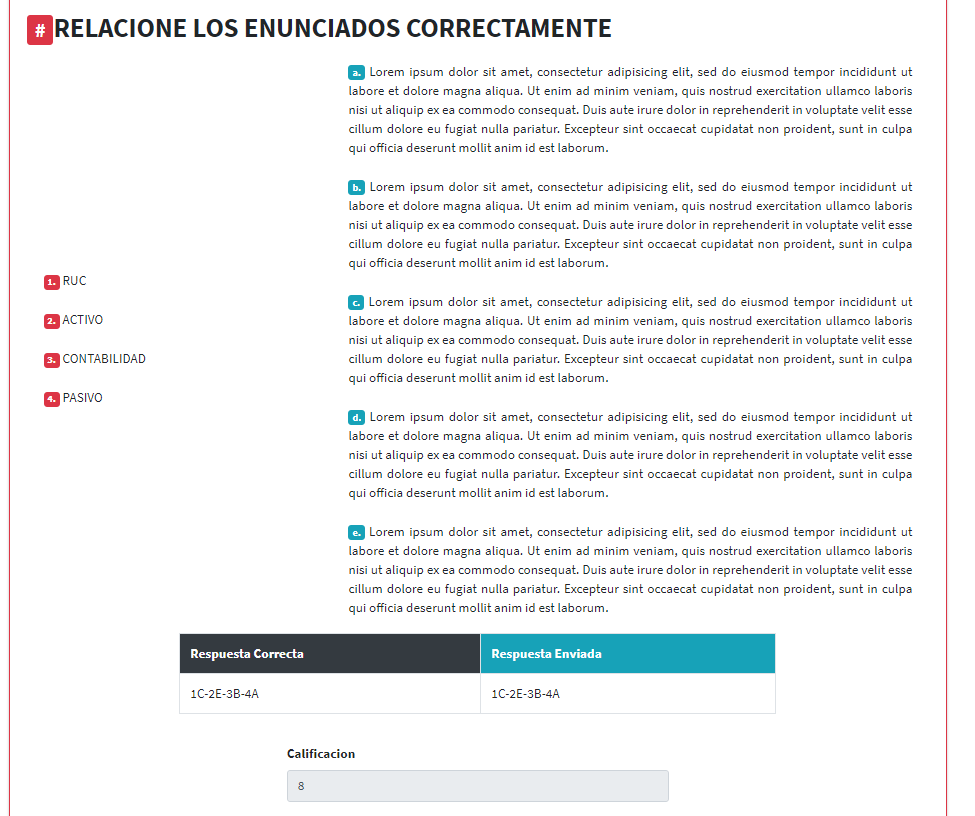 # RELACIONE LOS ENUNCIADOS CORRECTAMENTE
1. RUC
2. ACTIVO
3. CONTABILIDAD
4. PASIVO
a. Lorem ipsum dolor sit amet, consectetur adipisicing elit, sed do eiusmod tempor incididunt ut
labore et dolore magna aliqua. Ut enim ad minim veniam, quis nostrud exercitation ullamco laboris
nisi ut aliquip ex ea commodo consequat. Duis aute irure dolor in reprehenderit in voluptate velit esse
cillum dolore eu fugiat nulla pariatur. Excepteur sint occaecat cupidatat non proident, sunt in culpa
qui officia deserunt mollit anim id est laborum.
b. Lorem ipsum dolor sit amet, consectetur adipisicing elit, sed do eiusmod tempor incididunt ut
labore et dolore magna aliqua. Ut enim ad minim veniam, quis nostrud exercitation ullamco laboris
nisi ut aliquip ex ea commodo consequat. Duis aute irure dolor in reprehenderit in voluptate velit esse
cillum dolore eu fugiat nulla pariatur. Excepteur sint occaecat cupidatat non proident, sunt in culpa
qui officia deserunt mollit anim id est laborum.
c. Lorem ipsum dolor sit amet, consectetur adipisicing elit, sed do eiusmod tempor incididunt ut
labore et dolore magna aliqua. Ut enim ad minim veniam, quis nostrud exercitation ullamco laboris
nisi ut aliquip ex ea commodo consequat. Duis aute irure dolor in reprehenderit in voluptate velit esse
cillum dolore eu fugiat nulla pariatur. Excepteur sint occaecat cupidatat non proident, sunt in culpa
qui officia deserunt mollit anim id est laborum.
d. Lorem ipsum dolor sit amet, consectetur adipisicing elit, sed do eiusmod tempor incididunt ut
labore et dolore magna aliqua. Ut enim ad minim veniam, quis nostrud exercitation ullamco laboris
nisi ut aliquip ex ea commodo consequat. Duis aute irure dolor in reprehenderit in voluptate velit esse
cillum dolore eu fugiat nulla pariatur. Excepteur sint occaecat cupidatat non proident, sunt in culpa
qui officia deserunt mollit anim id est laborum.
e. Lorem ipsum dolor sit amet, consectetur adipisicing elit, sed do eiusmod tempor incididunt ut
labore et dolore magna aliqua. Ut enim ad minim veniam, quis nostrud exercitation ullamco laboris
nisi ut aliquip ex ea commodo consequat. Duis aute irure dolor in reprehenderit in voluptate velit esse
cillum dolore eu fugiat nulla pariatur. Excepteur sint occaecat cupidatat non proident, sunt in culpa
qui officia deserunt mollit anim id est laborum.
Respuesta Correcta Respuesta Enviada
1C-2E-3B-4A 1C-2E-3B-4A
Calificacion
8